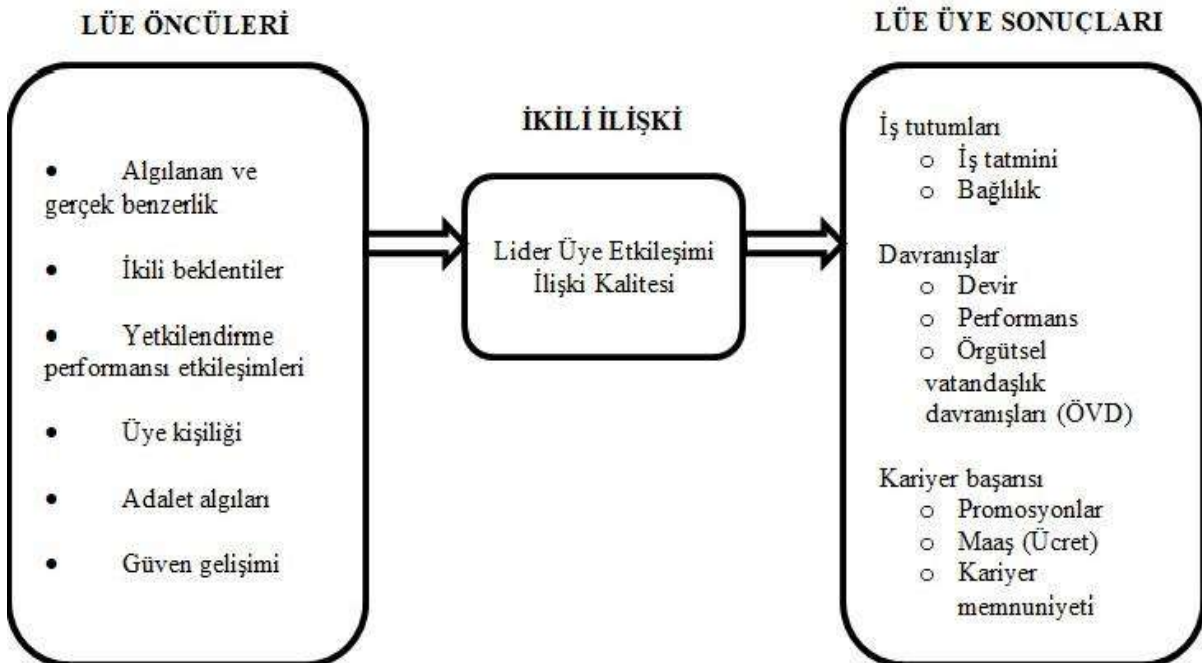 LÜE ÖNCÜLERİ
• Algılanan ve
gerçek benzerlik
• İkili beklentiler
• Yetkilendirme
performansı etkileşimleri
• Üye kişiliği
• Adalet algıları
• Güven gelişimi
İKİLİ İLİŞKİ
Lider Üye Etkileşimi
İlişki Kalitesi
LÜE ÜYE SONUÇLARI
İş tutumları
o İş tatmini
o Bağlılık
Davranışlar
o Devir
o Performans
o Örgütsel
vatandaşlık
davranışları (ÖVD)
Kariyer başarısı
o Promosyonlar
o Maaş (Ücret)
o Kariyer
memnuniyeti